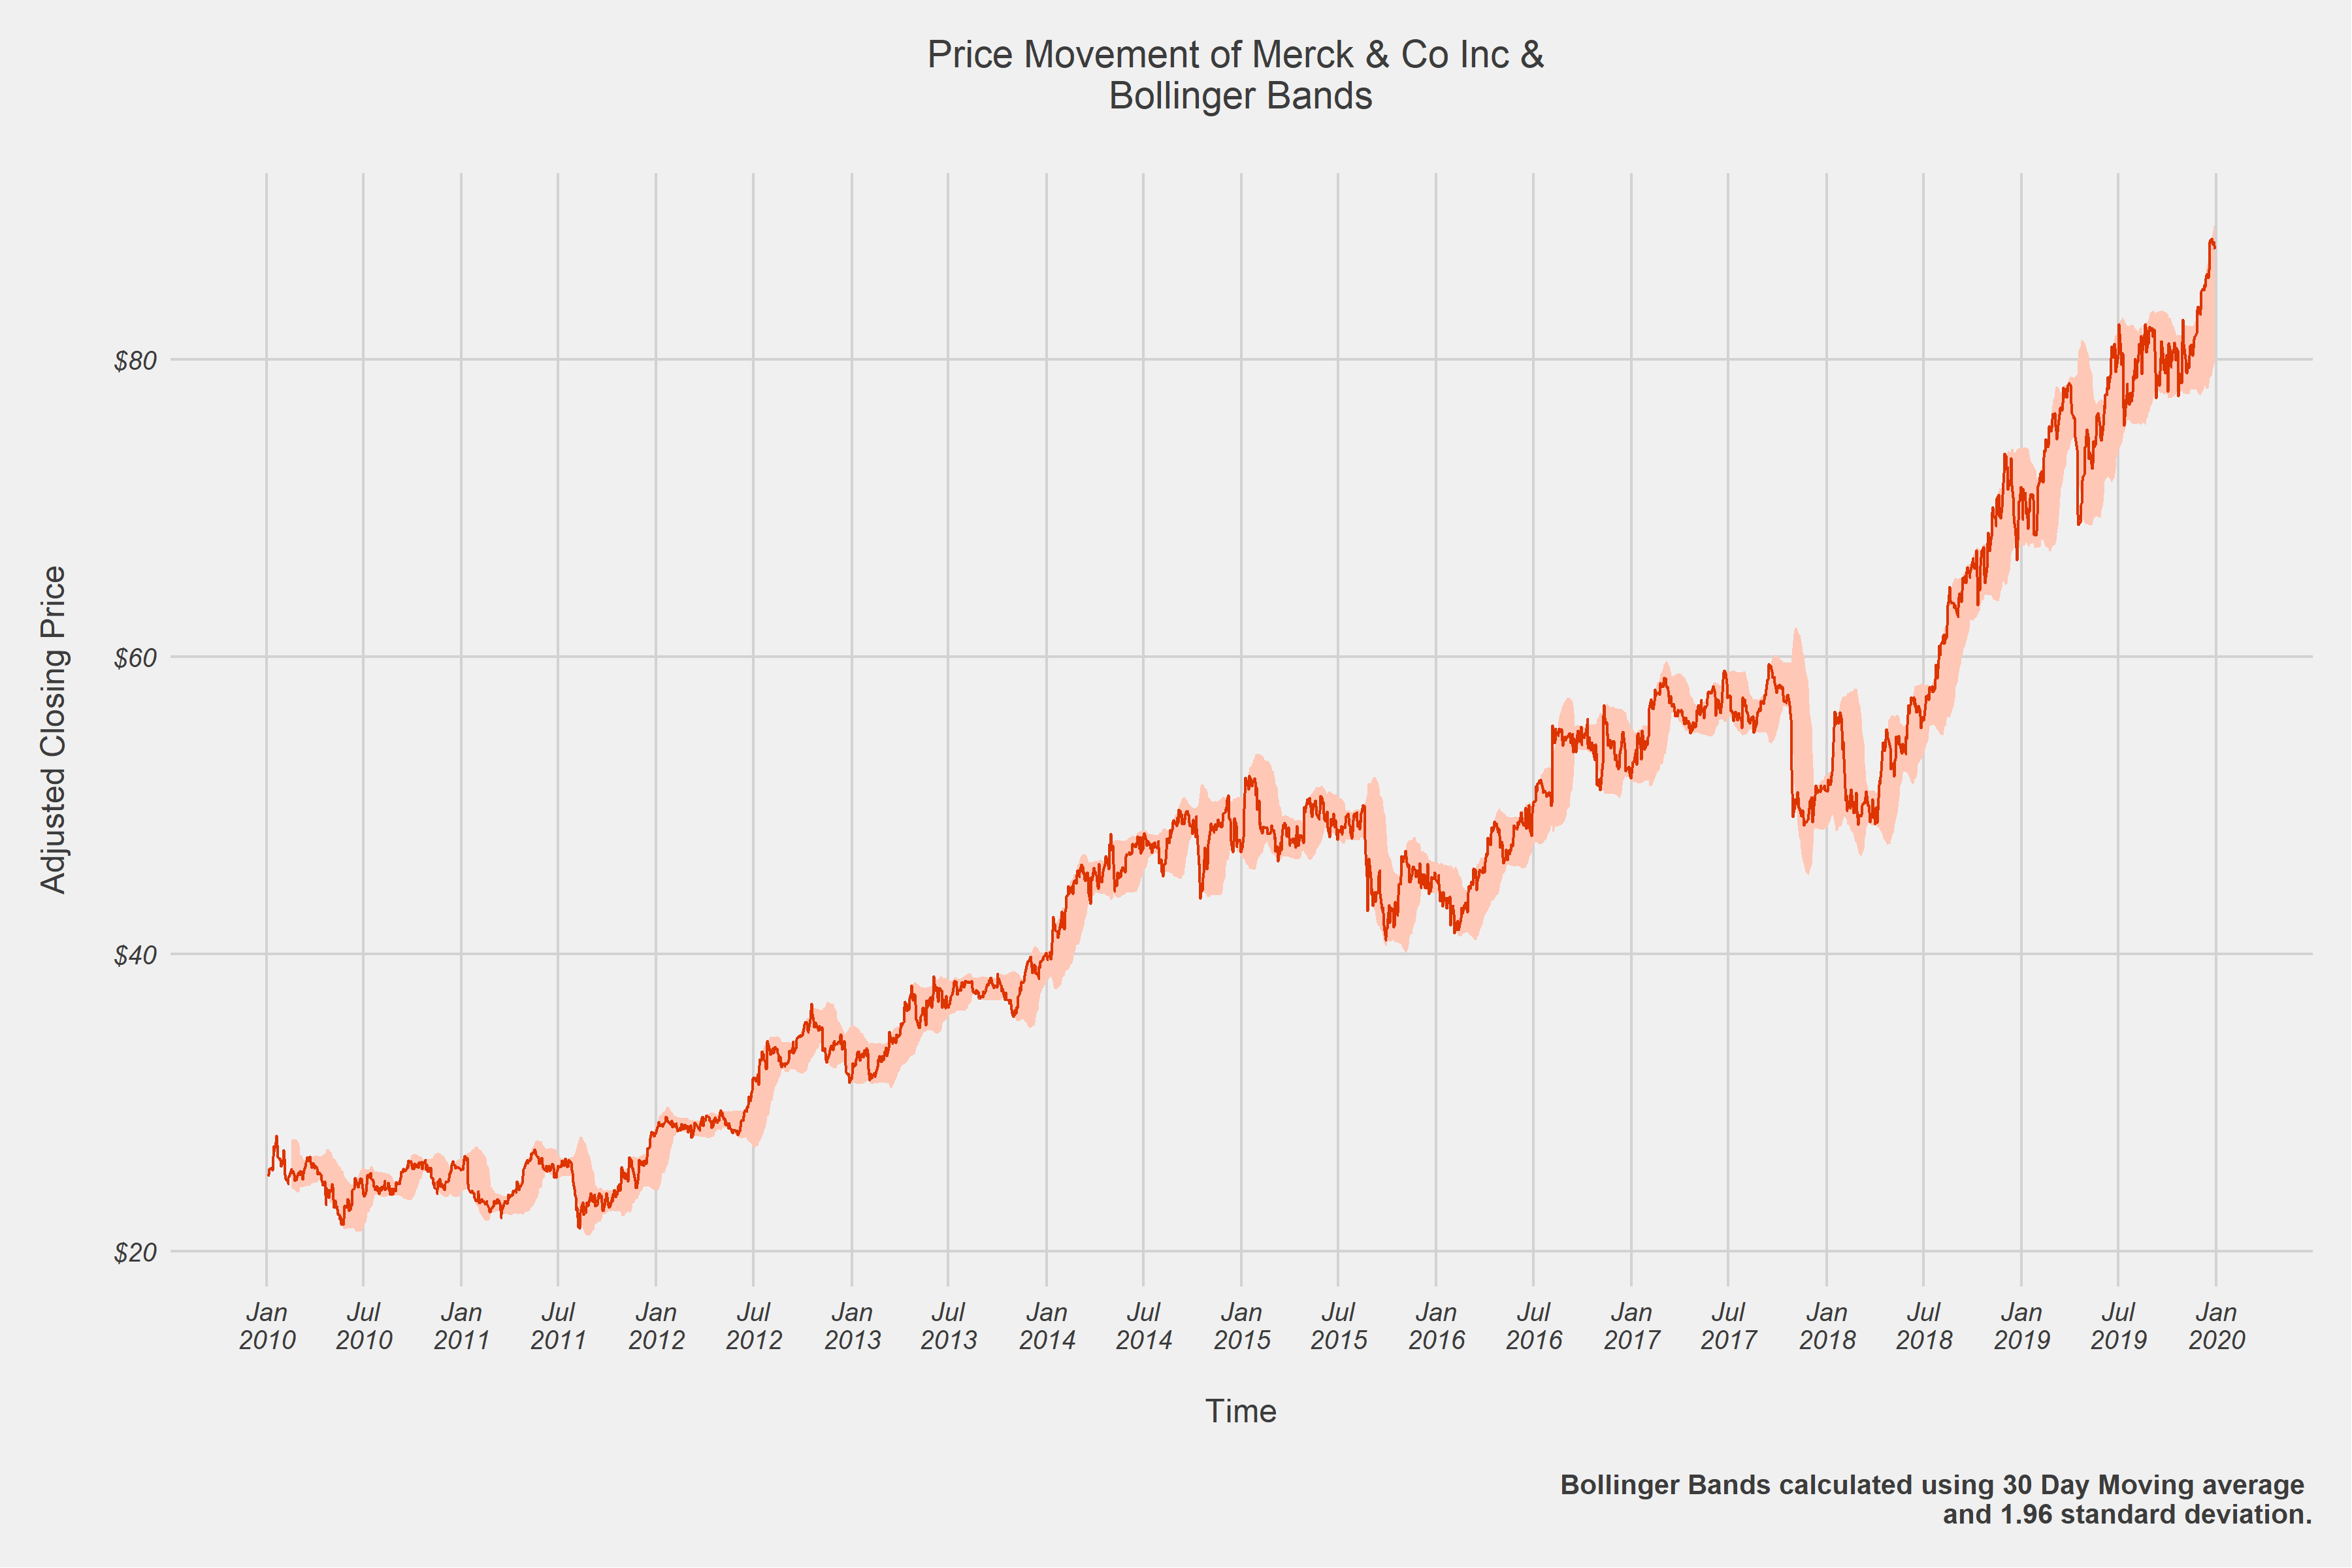 Price Movement of Merck & Co Inc &
Bollinger Bands
Adjusted Closing Price
$80
$60
$40
$20
Jan Jul Jan Jul Jan Jul Jan Jul Jan Jul Jan Jul Jan Jul Jan Jul Jan Jul Jan Jul Jan
2010 2010 2011 2011 2012 2012 2013 2013 2014 2014 2015 2015 2016 2016 2017 2017 2018 2018 2019 2019 2020
Time
Bollinger Bands calculated using 30 Day Moving average
and 1.96 standard deviation.